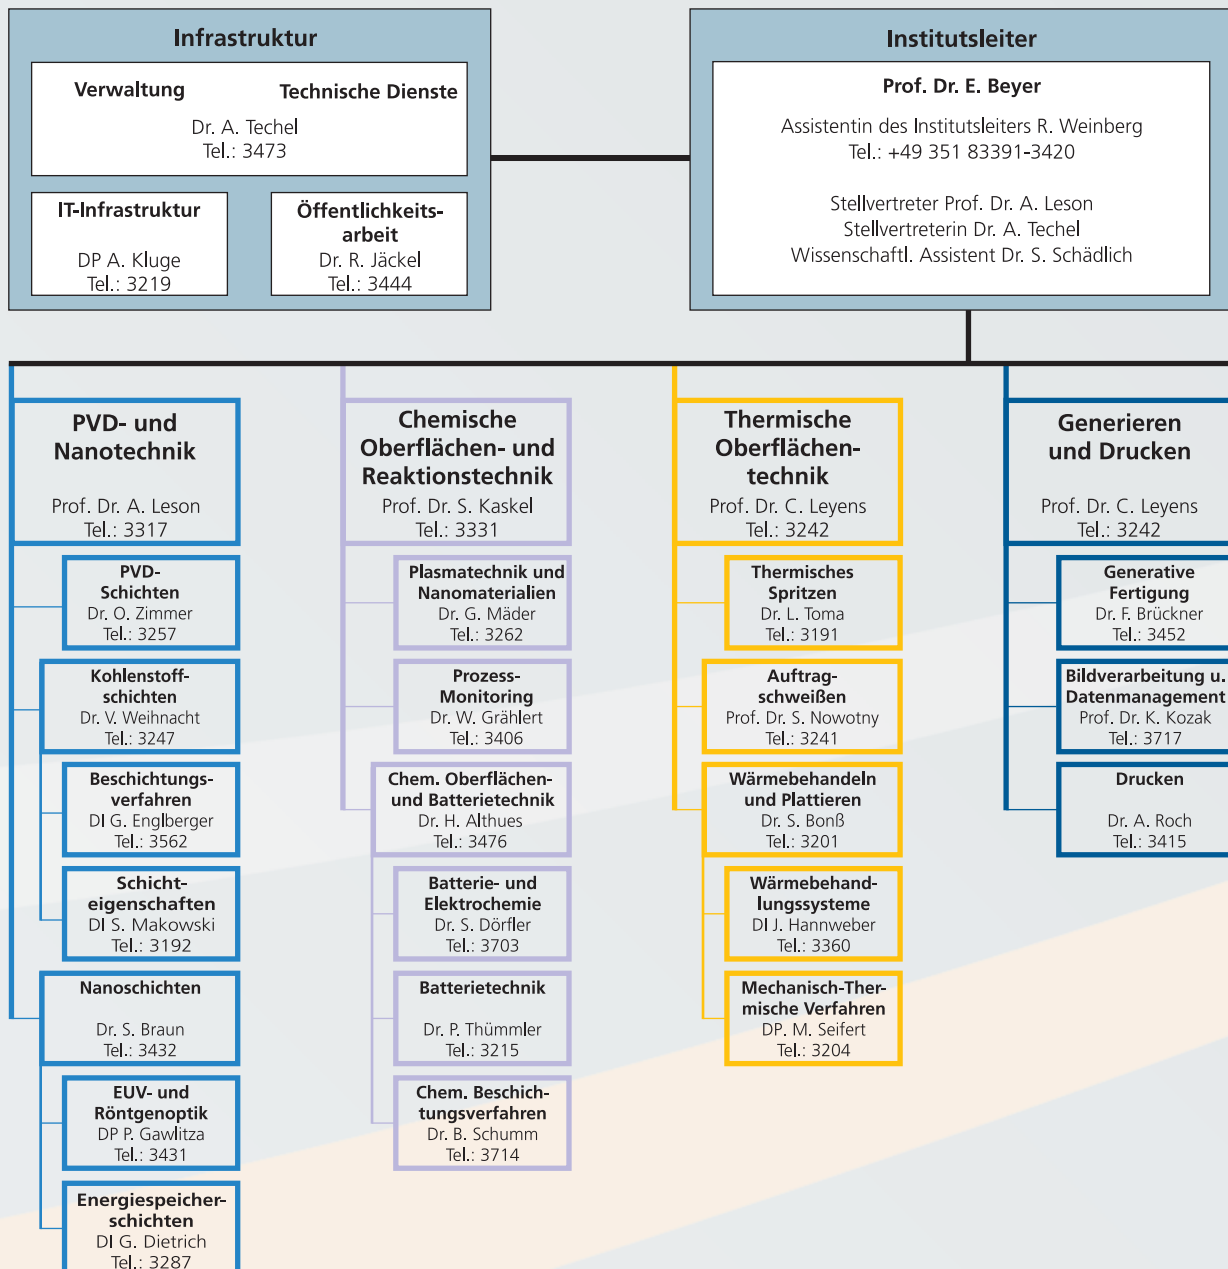 Infrastruktur
Verwaltung
Technische Dienste
Dr. A. Techel
Tel.: 3473
IT-Infrastruktur
DP A. Kluge
Tel.: 3219
Öffentlichkeits-
arbeit
Dr. R. Jäckel
Tel.: 3444
Institutsleiter
Prof. Dr. E. Beyer
Assistentin des Institutsleiters R. Weinberg
Tel.: +49 351 83391-3420
Stellvertreter Prof. Dr. A. Leson
Stellvertreterin Dr. A. Techel
Wissenschaftl. Assistent Dr. S. Schädlich
PVD- und
Nanotechnik
Prof. Dr. A. Leson
Tel.: 3317
PVD-
Schichten
Dr. O. Zimmer
Tel.: 3257
Kohlenstoff-
schichten
Dr. V. Weihnacht
Tel.: 3247
Beschichtungs-
verfahren
DI G. Englberger
Tel.: 3562
Schicht-
eigenschaften
DI S. Makowski
Tel.: 3192
Nanoschichten
Dr. S. Braun
Tel.: 3432
EUV- und
Röntgenoptik
DP P. Gawlitza
Tel.: 3431
Energiespeicher-
schichten
DI G. Dietrich
Tel.: 3287
Chemische
Oberflächen- und
Reaktionstechnik
Prof. Dr. S. Kaskel
Tel.: 3331
Plasmatechnik und
Nanomaterialien
Dr. G. Mäder
Tel.: 3262
Prozess-
Monitoring
Dr. W. Grählert
Tel.: 3406
Chem. Oberflächen-
und Batterietechnik
Dr. H. Althues
Tel.: 3476
Batterie- und
Elektrochemie
Dr. S. Dörfler
Tel.: 3703
Batterietechnik
Dr. P. Thümmler
Tel.: 3215
Chem. Beschich-
tungsverfahren
Dr. B. Schumm
Tel.: 3714
Thermische
Oberflächen-
technik
Prof. Dr. C. Leyens
Tel.: 3242
Thermisches
Spritzen
Dr. L. Toma
Tel.: 3191
Auftrag-
schweißen
Prof. Dr. S. Nowotny
Tel.: 3241
Wärmebehandeln
und Plattieren
Dr. S. Bonß
Tel.: 3201
Wärmebehand-
lungssysteme
DI J. Hannweber
Tel.: 3360
Mechanisch-Ther-
mische Verfahren
DP. M. Seifert
Tel.: 3204
Generieren
und Drucken
Prof. Dr. C. Leyens
Tel.: 3242
Generative
Fertigung
Dr. F. Brückner
Tel.: 3452
Bildverarbeitung u.
Datenmanagement
Prof. Dr. K. Kozak
Tel.: 3717
Drucken
Dr. A. Roch
Tel.: 3415